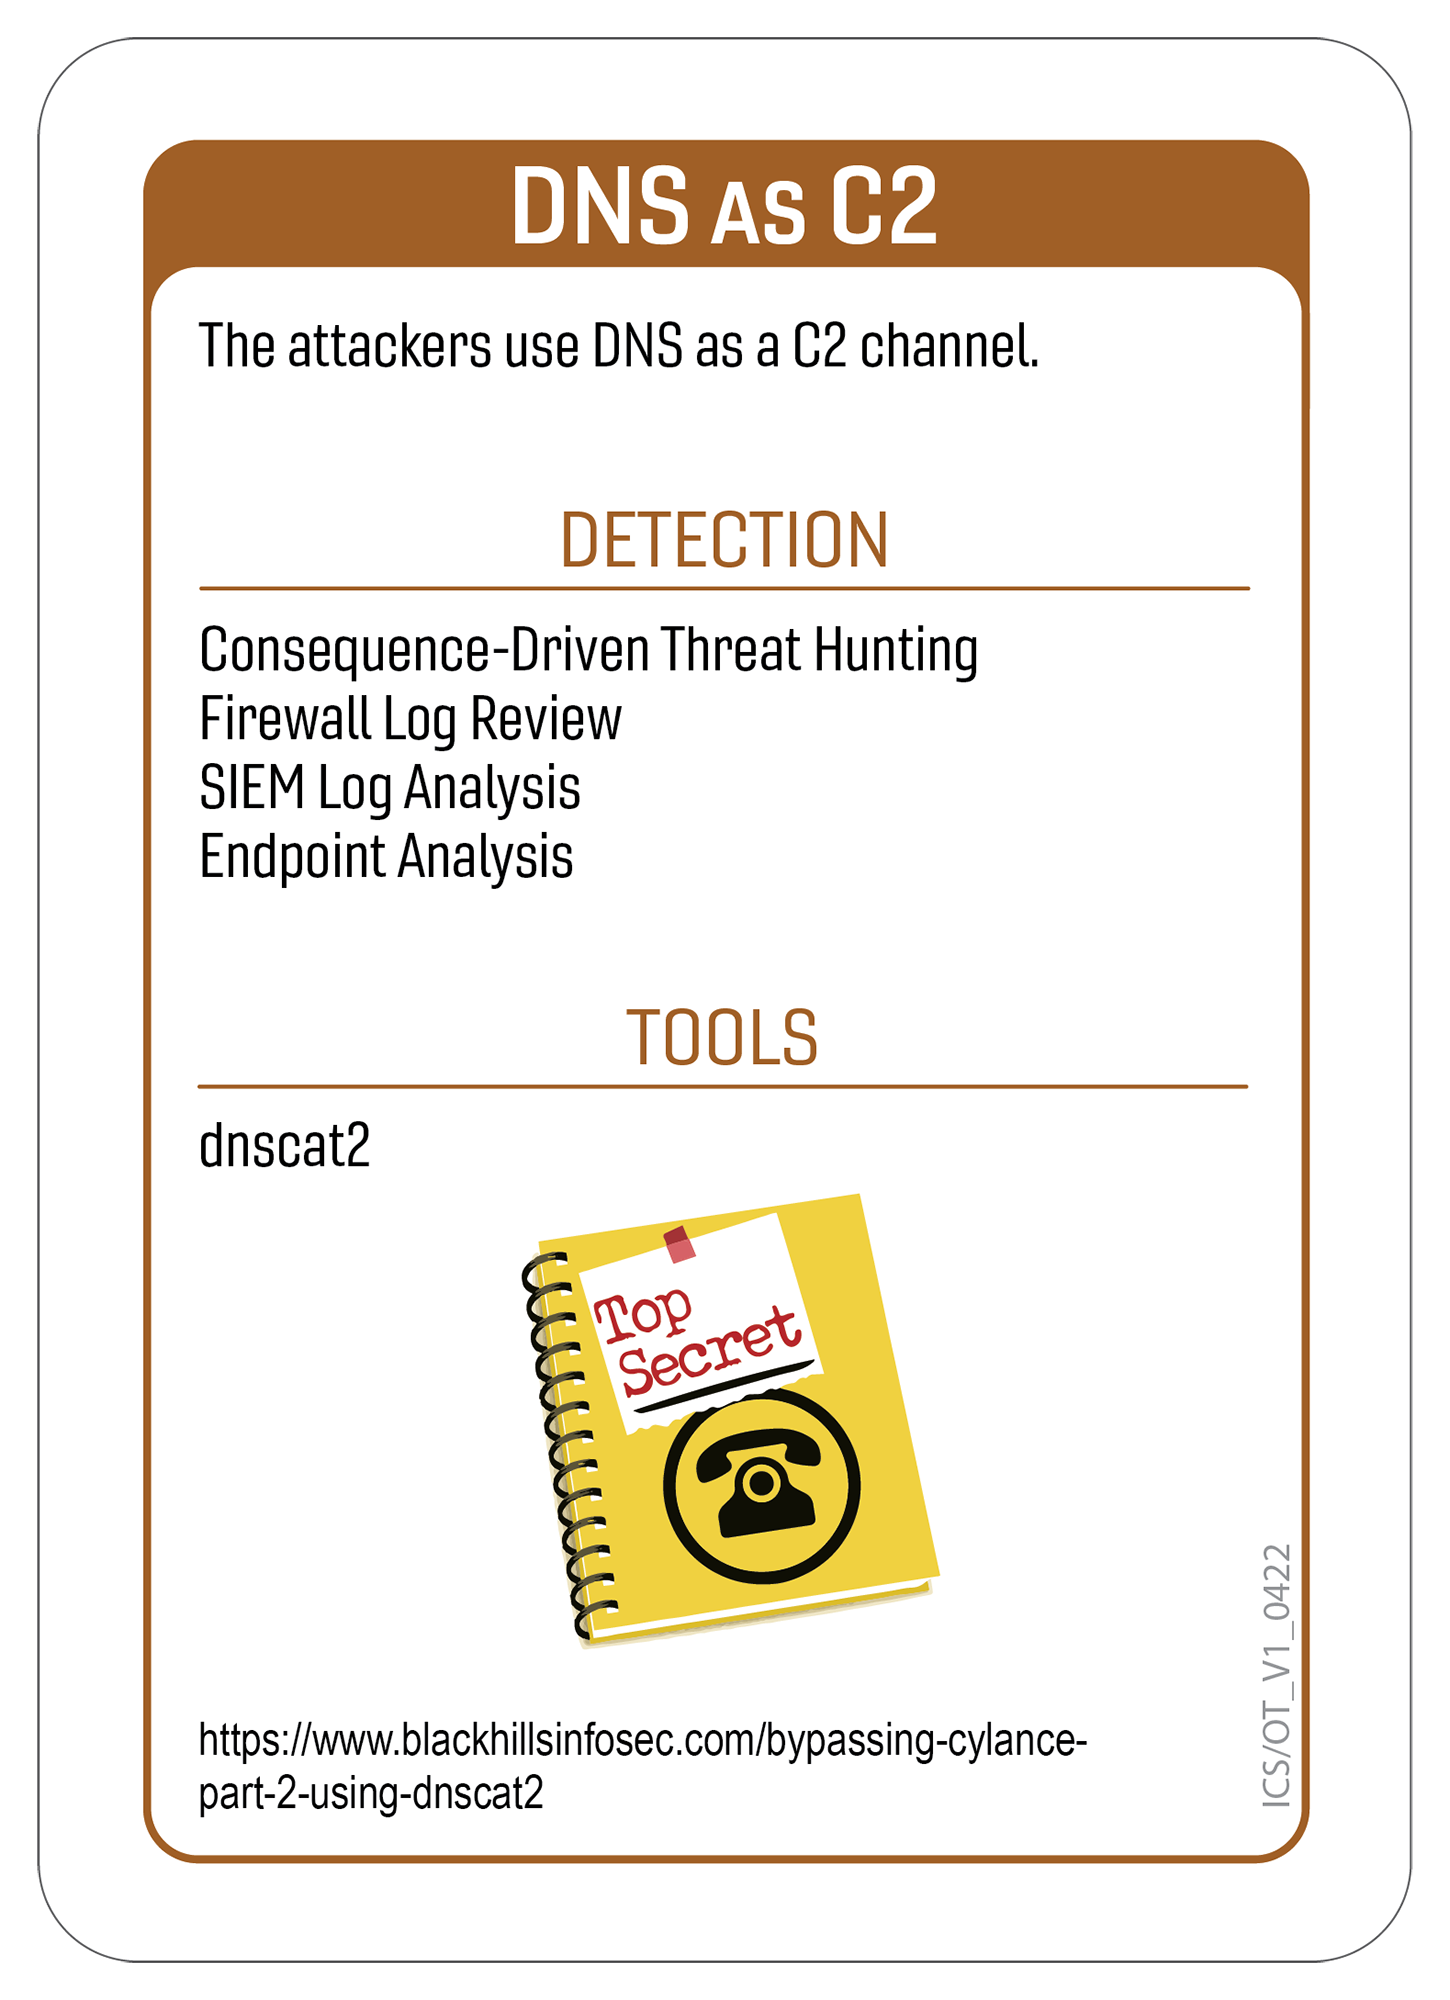 DNS AS C2
The attackers use DNS as a C2 channel.
DETECTION
Consequence-Driven Threat Hunting
Firewall Log Review
SIEM Log Analysis
Endpoint Analysis
TOOLS
dnscat2
Top
Secret
https://www.blackhillsinfosec.com/bypassing-cylance-
part-2-using-dnscat2
ICS/OT_V1_0422